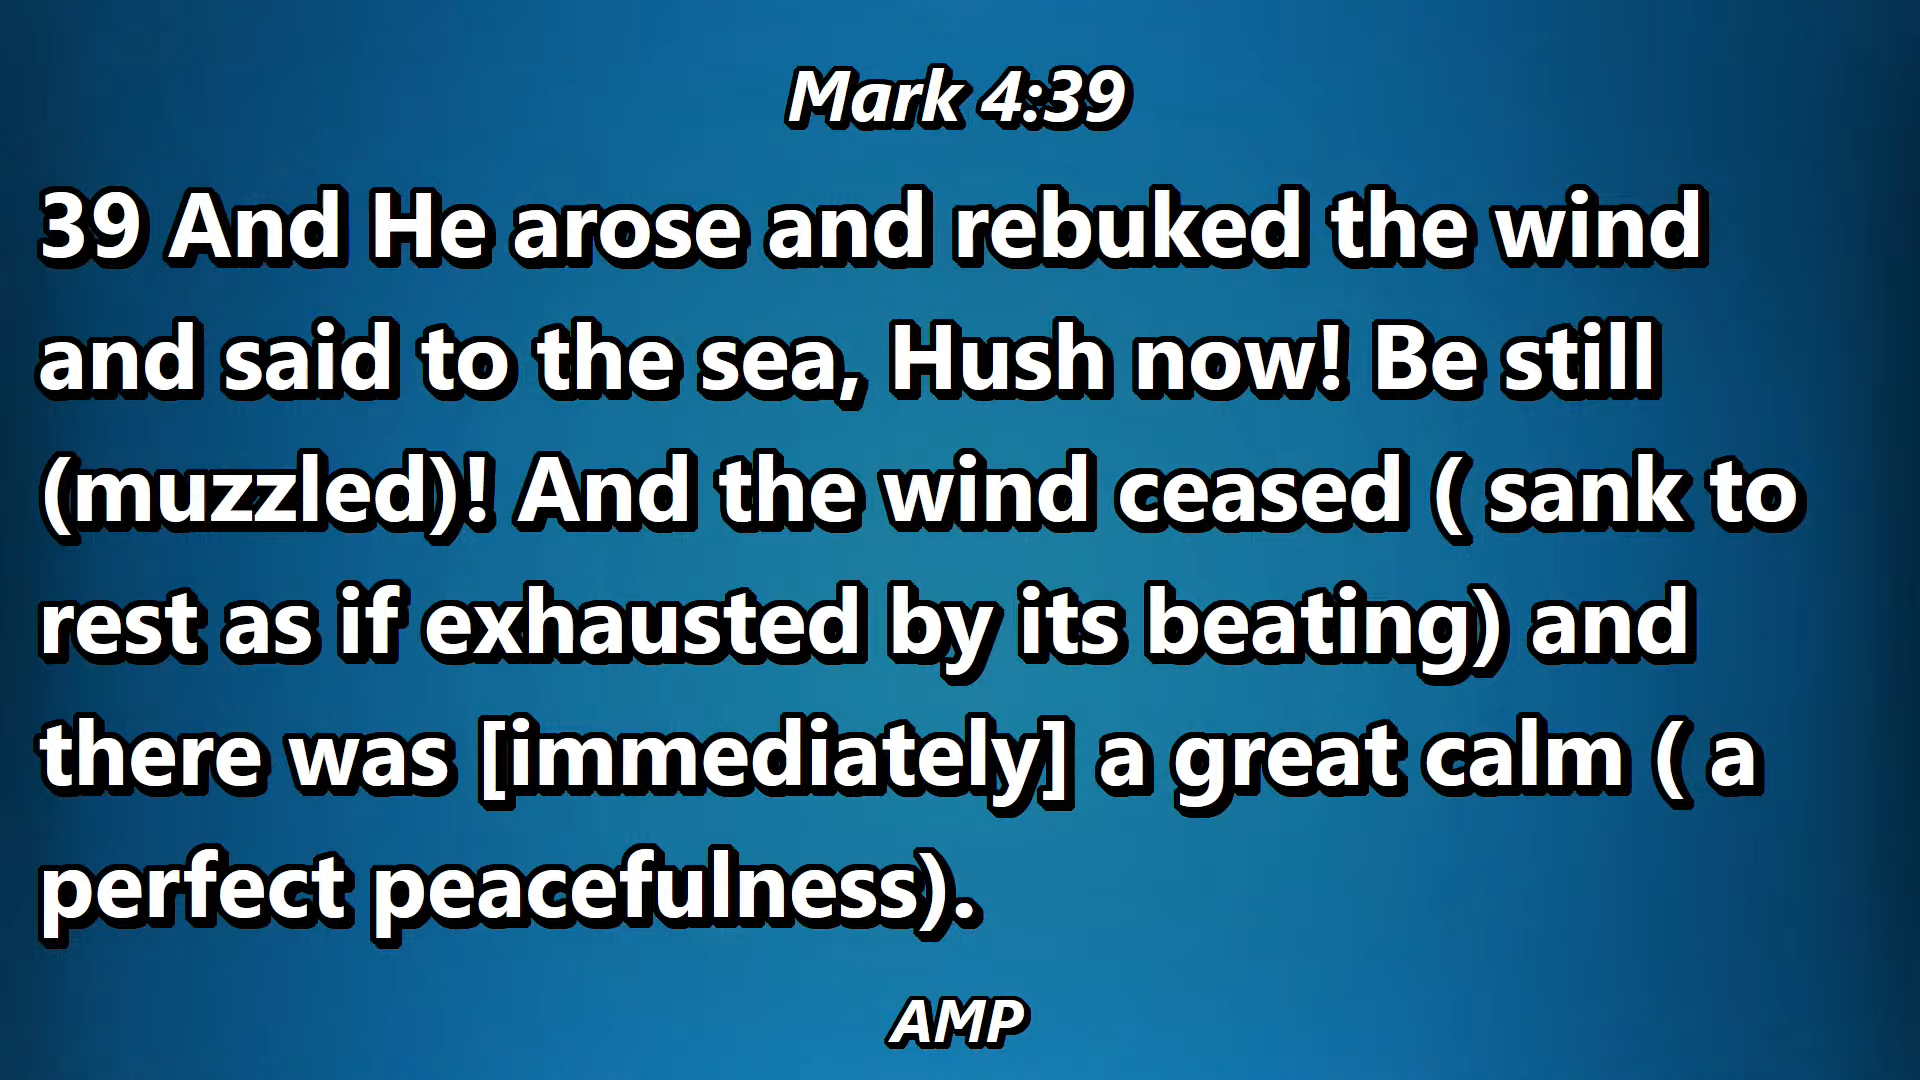 Mark 4:39
39 And He arose and rebuked the wind
and said to the sea, Hush now! Be still
(muzzled)! And the wind ceased ( sank to
rest as if exhausted by its beating) and
there was [immediately] a great calm ( a
perfect peacefulness).
AMP